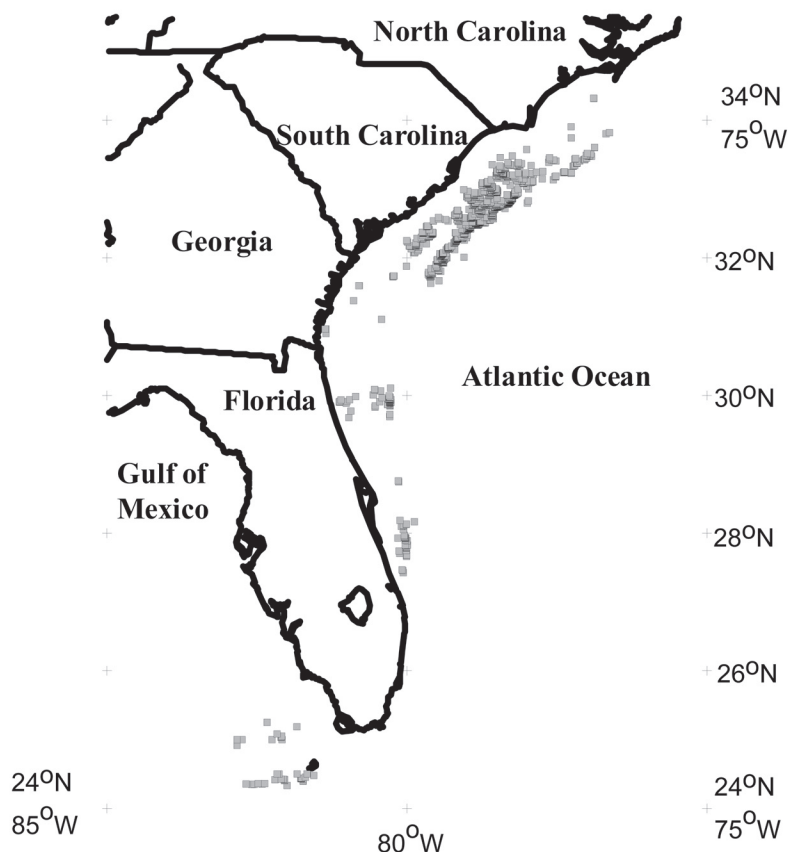 North Carolina
34oN
75oW
South Carolina
Georgia
32oN
Atlantic Ocean
Florida
30oN
Gulf of
Mexico
28oN
26oN
24oN
85oW
80oW
24oN
75oW